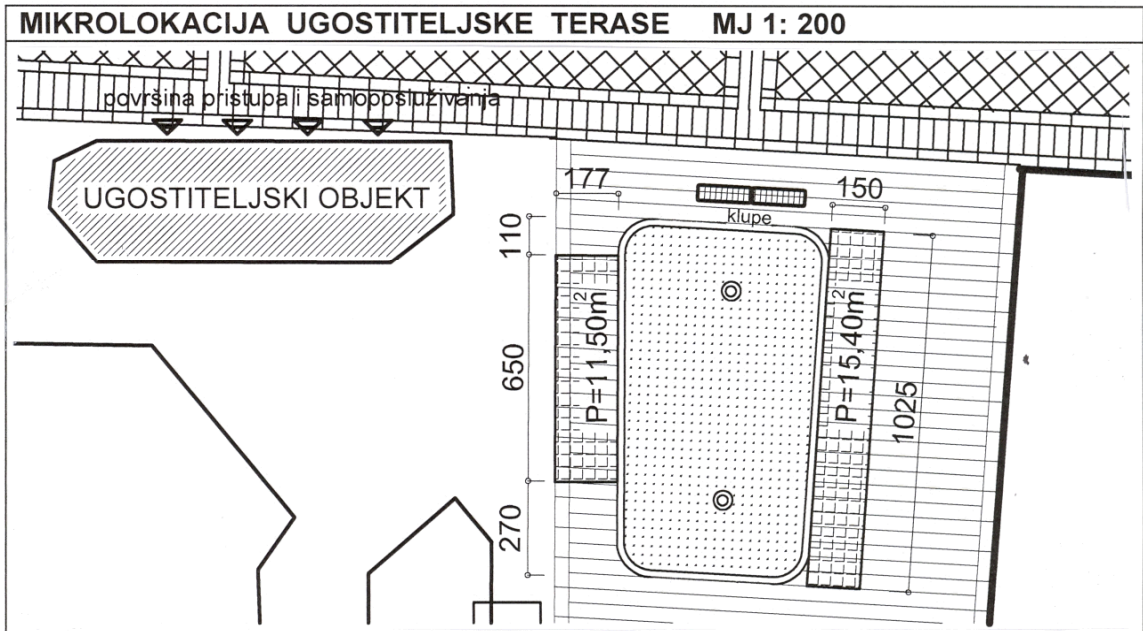 MIKROLOKACIJA UGOSTITELJSKE TERASE MJ 1: 200
površina pristupa i samoposluživanja
UGOSTITELJSKI OBJEKT
177
150
klupe
110
P=11,50m²
P=15,40m²
650
1025
270